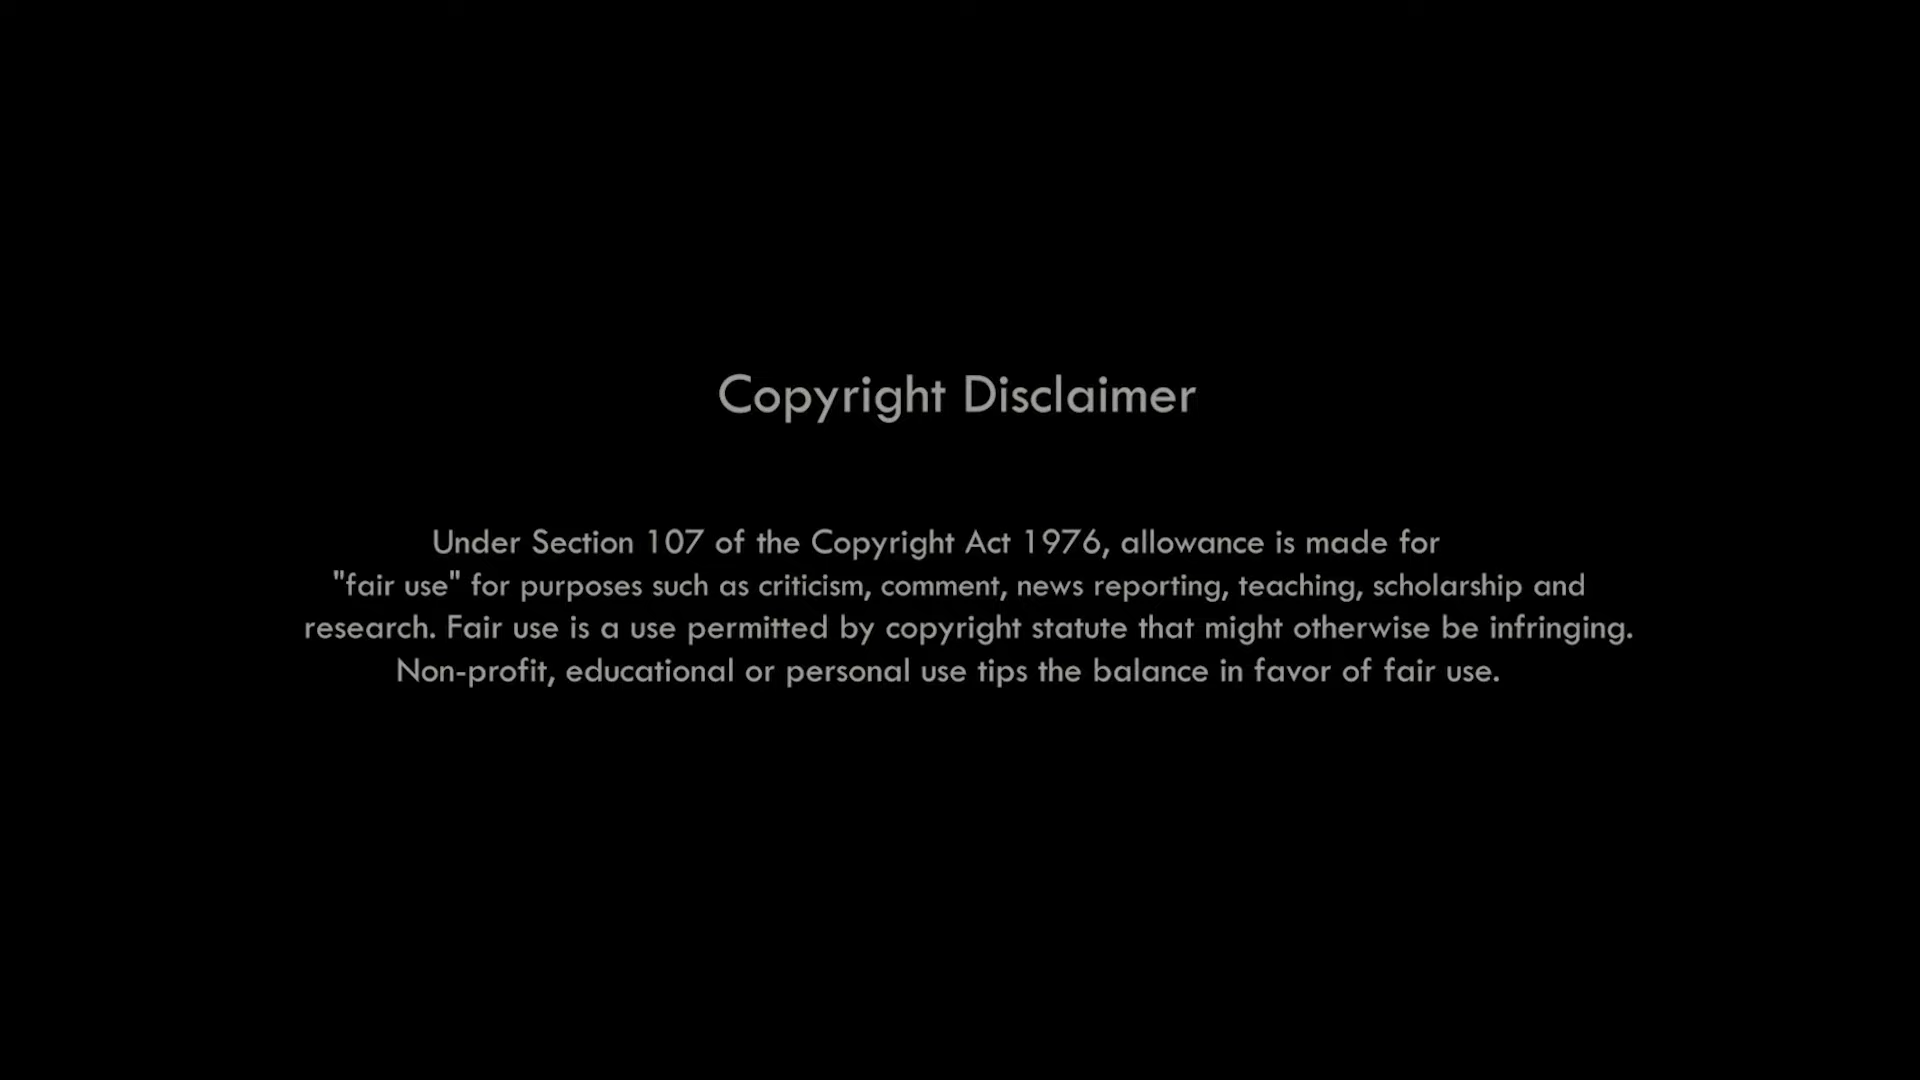 Copyright Disclaimer
Under Section 107 of the Copyright Act 1976, allowance is made for
"fair use" for purposes such as criticism, comment, news reporting, teaching, scholarship and
research. Fair use is a use permitted by copyright statute that might otherwise be infringing.
Non-profit, educational or personal use tips the balance in favor of fair use.